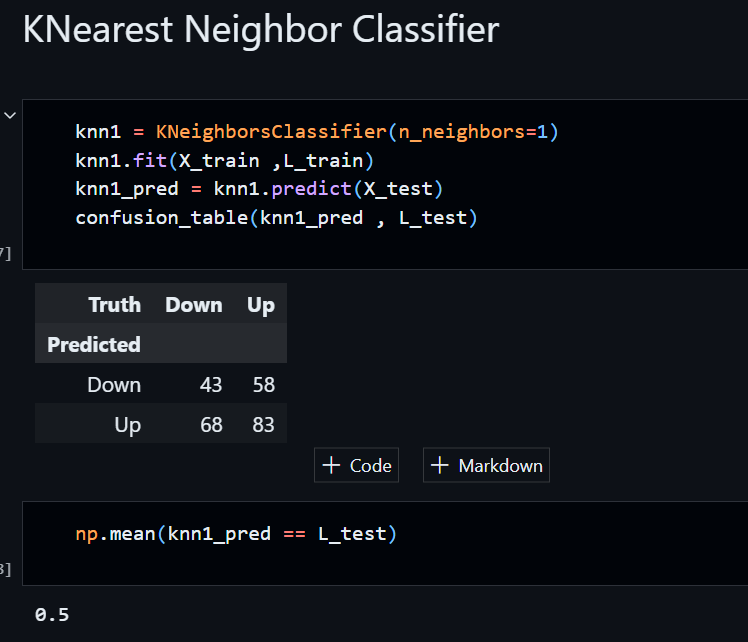 KNearest Neighbor Classifier
knn1 = KNeighborsClassifier(n_neighbors=1)
knn1.fit(X_train ,L_train)
knn1_pred = knn1.predict(X_test)
confusion_table(knn1_pred , L_test)
7]
Truth Down Up
Predicted
Down 43 58
Up 68 83
+ Code + Markdown
np.mean(knn1_pred == L_test)
3]
0.5